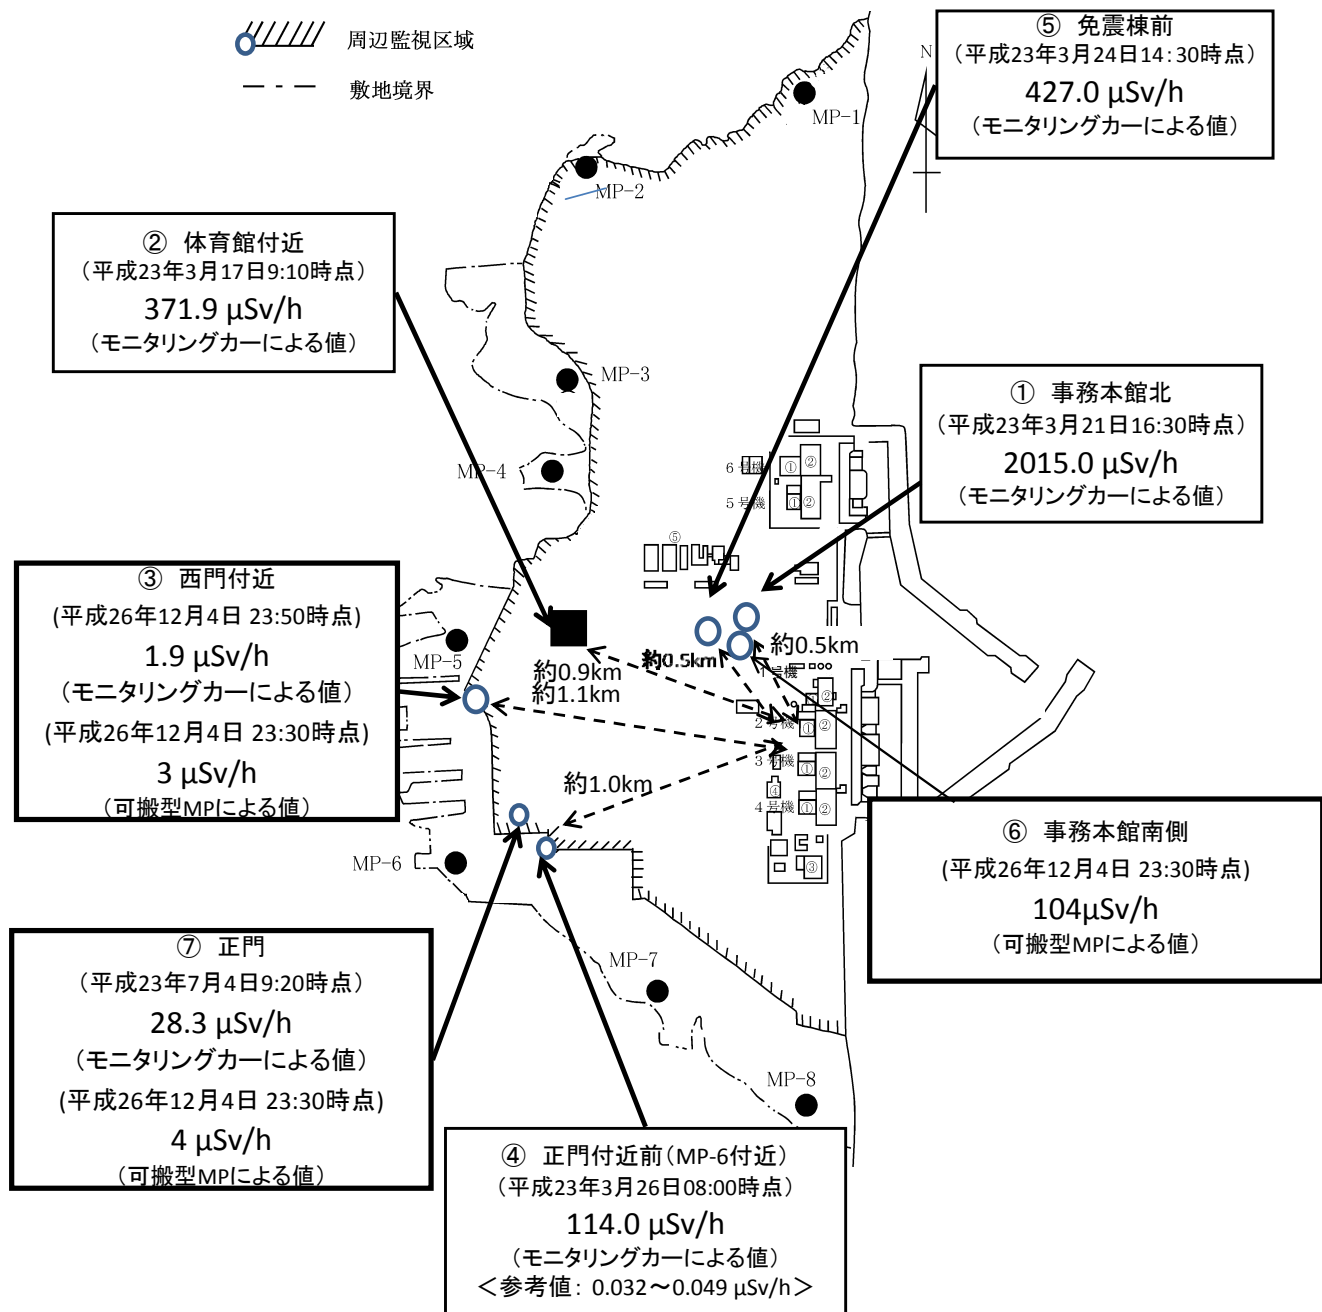 周辺監視区域
敷地境界
⑤ 免震棟前
（平成23年3月24日14:30時点）
427.0 μSv/h
（モニタリングカーによる値）
N
MP-1
MP-2
② 体育館付近
（平成23年3月17日9:10時点）
371.9 μSv/h
（モニタリングカーによる値）
MP-3
① 事務本館北
（平成23年3月21日16:30時点）
2015.0 μSv/h
（モニタリングカーによる値）
MP-4
6号機
①
②
5号機
①
②
⑤
③ 西門付近
(平成26年12月4日 23:50時点)
1.9 μSv/h
（モニタリングカーによる値）
(平成26年12月4日 23:30時点)
3 μSv/h
（可搬型MPによる値）
MP-5
約0.9km
約1.1km
約0.5km
約0.5km
1号機
②
2号機
①
②
3号機
①
②
約1.0km
④
4号機
①
②
③
MP-6
⑥ 事務本館南側
(平成26年12月4日 23:30時点)
104μSv/h
（可搬型MPによる値）
⑦ 正門
（平成23年7月4日9:20時点）
28.3 μSv/h
（モニタリングカーによる値）
(平成26年12月4日 23:30時点)
4 μSv/h
（可搬型MPによる値）
MP-7
MP-8
④ 正門付近前（MP-6付近）
（平成23年3月26日08:00時点）
114.0 μSv/h
（モニタリングカーによる値）
＜参考値: 0.032～0.049 μSv/h＞